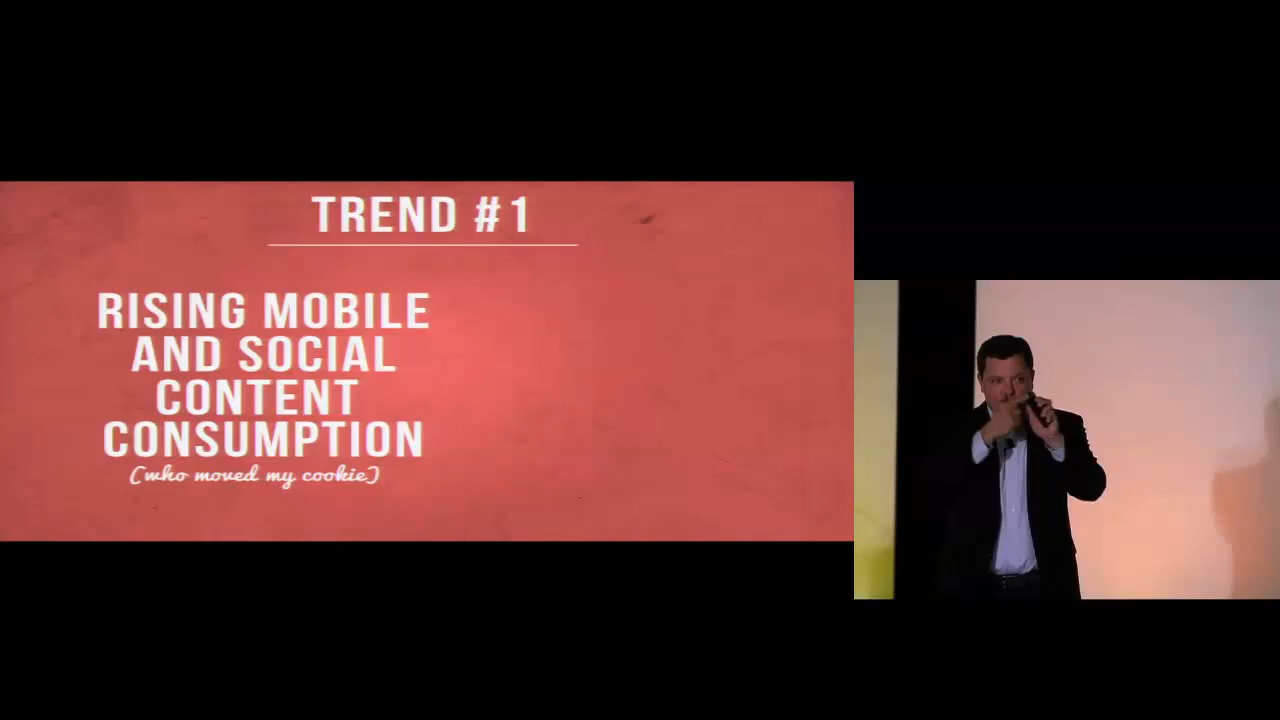 TREND #1
RISING MOBILE
AND SOCIAL
CONTENT
CONSUMPTION
(who moved my cookie)